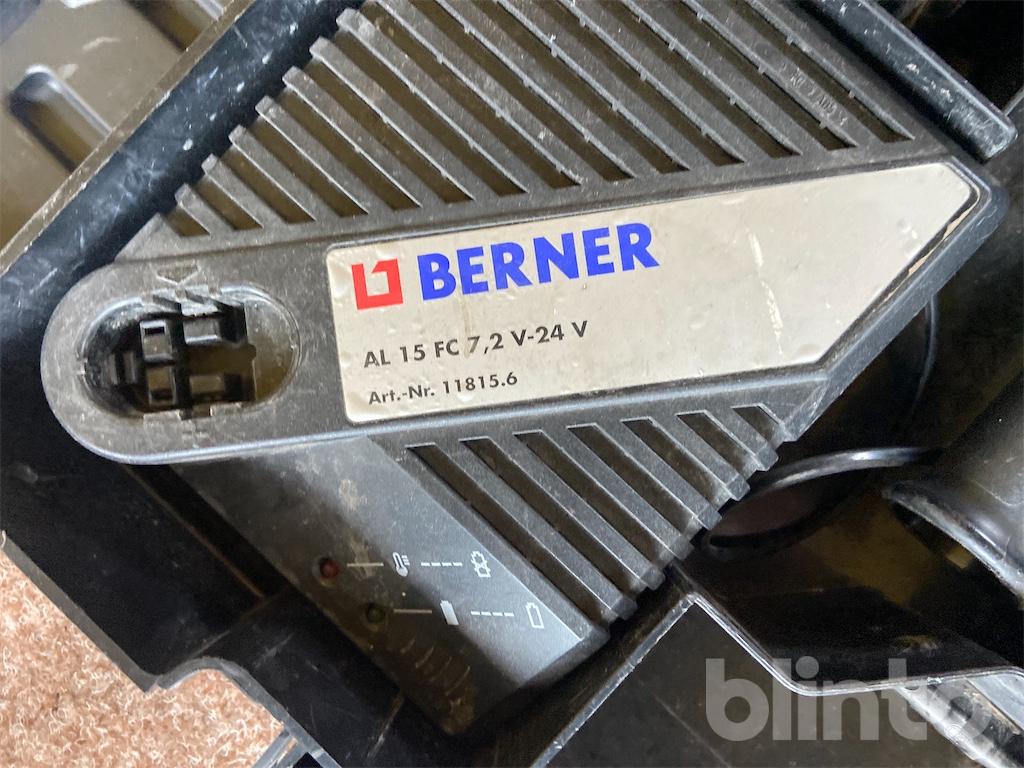 BERNER
AL 15 FC 7,2 V-24 V
Art.-Nr. 11815.6
blinto